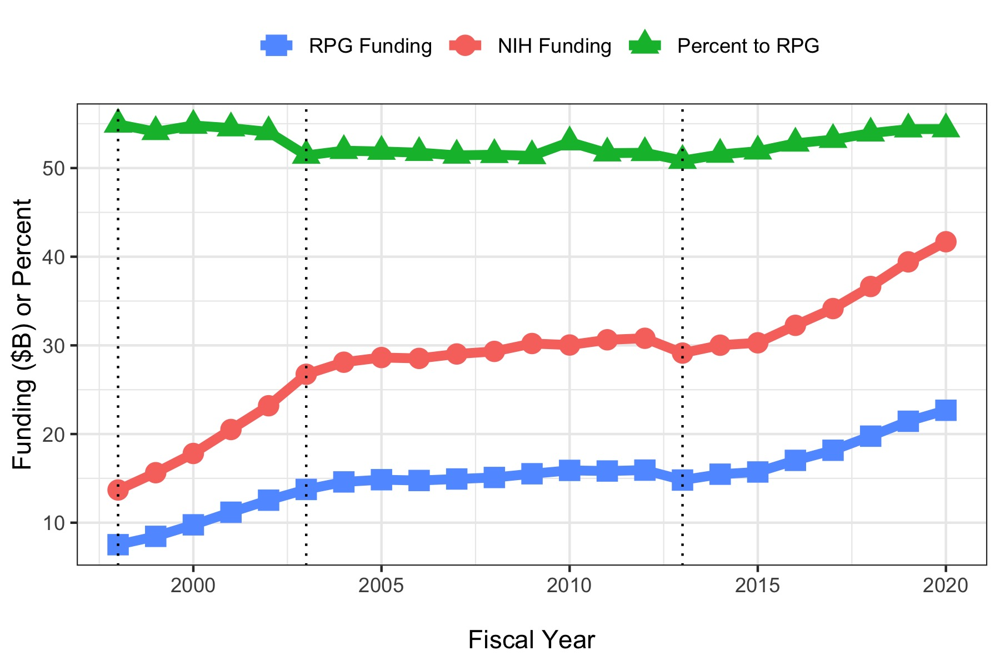 RPG Funding NIH Funding Percent to RPG
Funding ($B) or Percent
50
40
30
20
10
2000 2005 2010 2015 2020
Fiscal Year